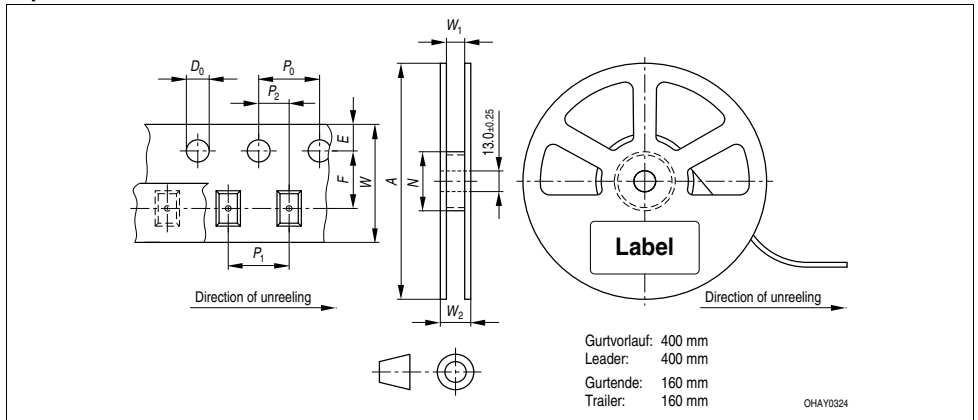 W1
D0
P0
P2
E
F
W
A
N
13.0±0.25
P1
W2
Label
Direction of unreeling
Direction of unreeling
Gurtvorlauf: 400 mm
Leader: 400 mm
Gurtende: 160 mm
Trailer: 160 mm
OHAY0324